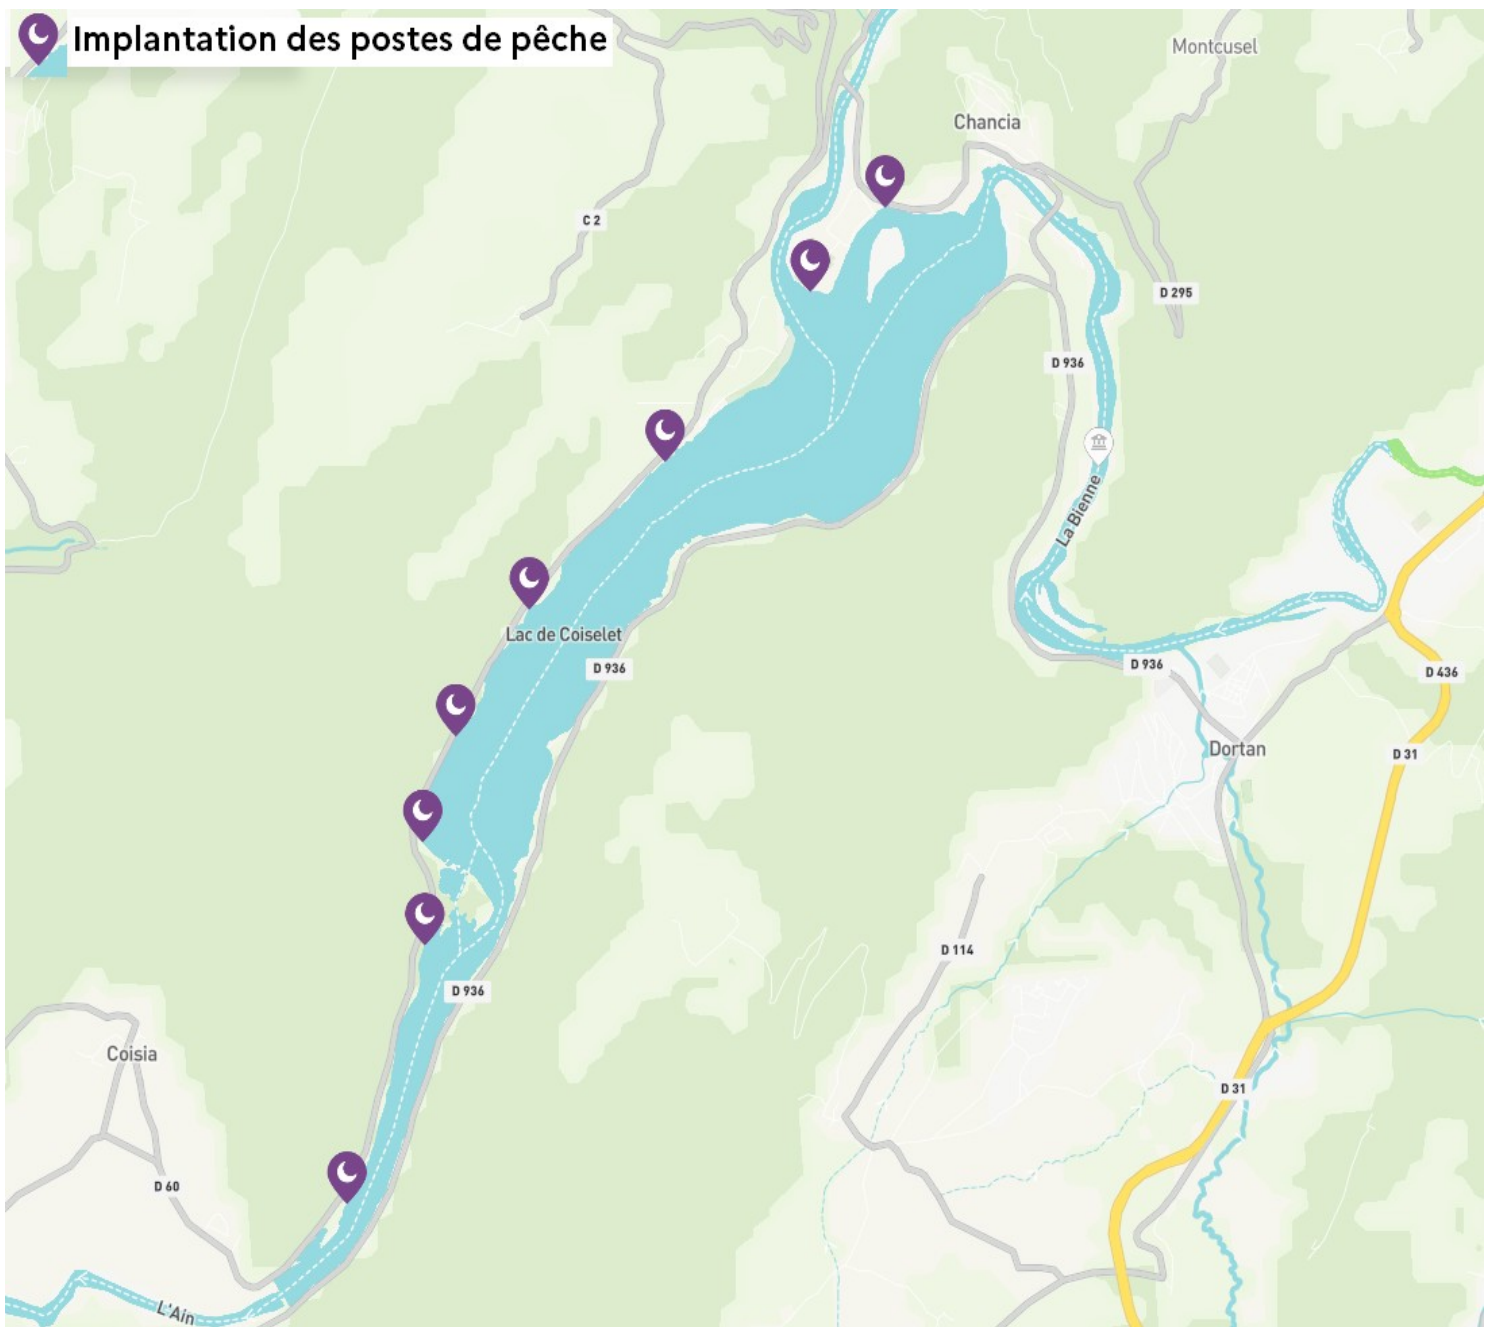 Implantation des postes de pêche
Montcusel
Chancia
C 2
D 295
D 936
La Bienne
Lac de Coiselet
D 936
D 936
D 436
Dortan
D 31
D 114
D 936
Coisia
D 31
D 60
L'Ain